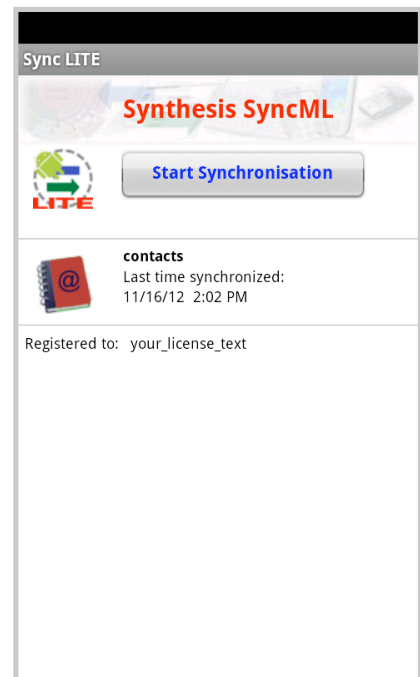 Sync LITE
Synthesis SyncML
LITE
Start Synchronisation
contacts
@
Last time synchronized:
11/16/12 2:02 PM
Registered to: your_license_text